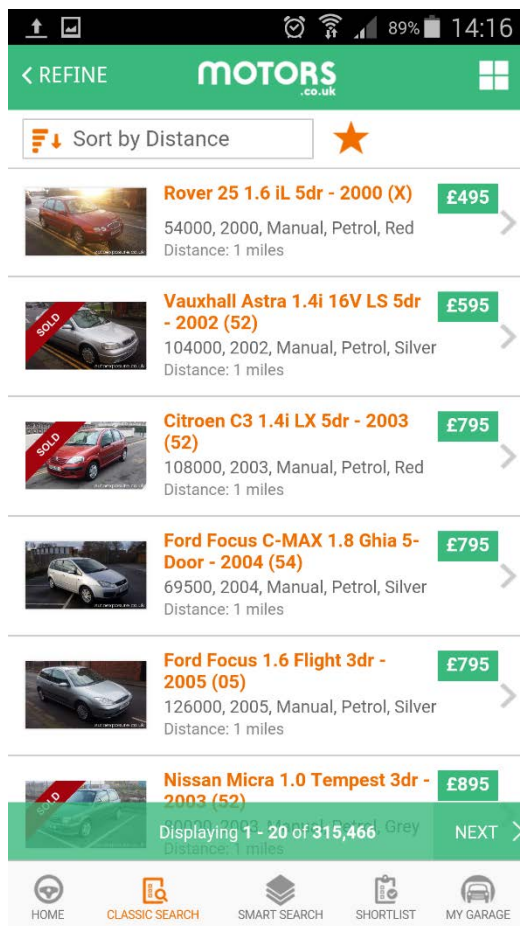 89% 14:16
< REFINE MOTORS .co.uk
Sort by Distance
Rover 25 1.6 iL 5dr - 2000 (X) £495
54000, 2000, Manual, Petrol, Red
Distance: 1 miles
SOLD
Vauxhall Astra 1.4i 16V LS 5dr £595
- 2002 (52)
104000, 2002, Manual, Petrol, Silver
Distance: 1 miles
SOLD
Citroen C3 1.4i LX 5dr - 2003 £795
(52)
108000, 2003, Manual, Petrol, Red
Distance: 1 miles
Ford Focus C-MAX 1.8 Ghia 5- £795
Door - 2004 (54)
69500, 2004, Manual, Petrol, Silver
Distance: 1 miles
Ford Focus 1.6 Flight 3dr - £795
2005 (05)
126000, 2005, Manual, Petrol, Silver
Distance: 1 miles
SOLD
Nissan Micra 1.0 Tempest 3dr - £895
2003 (52)
80000, 2003, Manual, Petrol, Grey
Displaying 1 - 20 of 315,466 NEXT >
Distance: 1 miles
HOME CLASSIC SEARCH SMART SEARCH SHORTLIST MY GARAGE